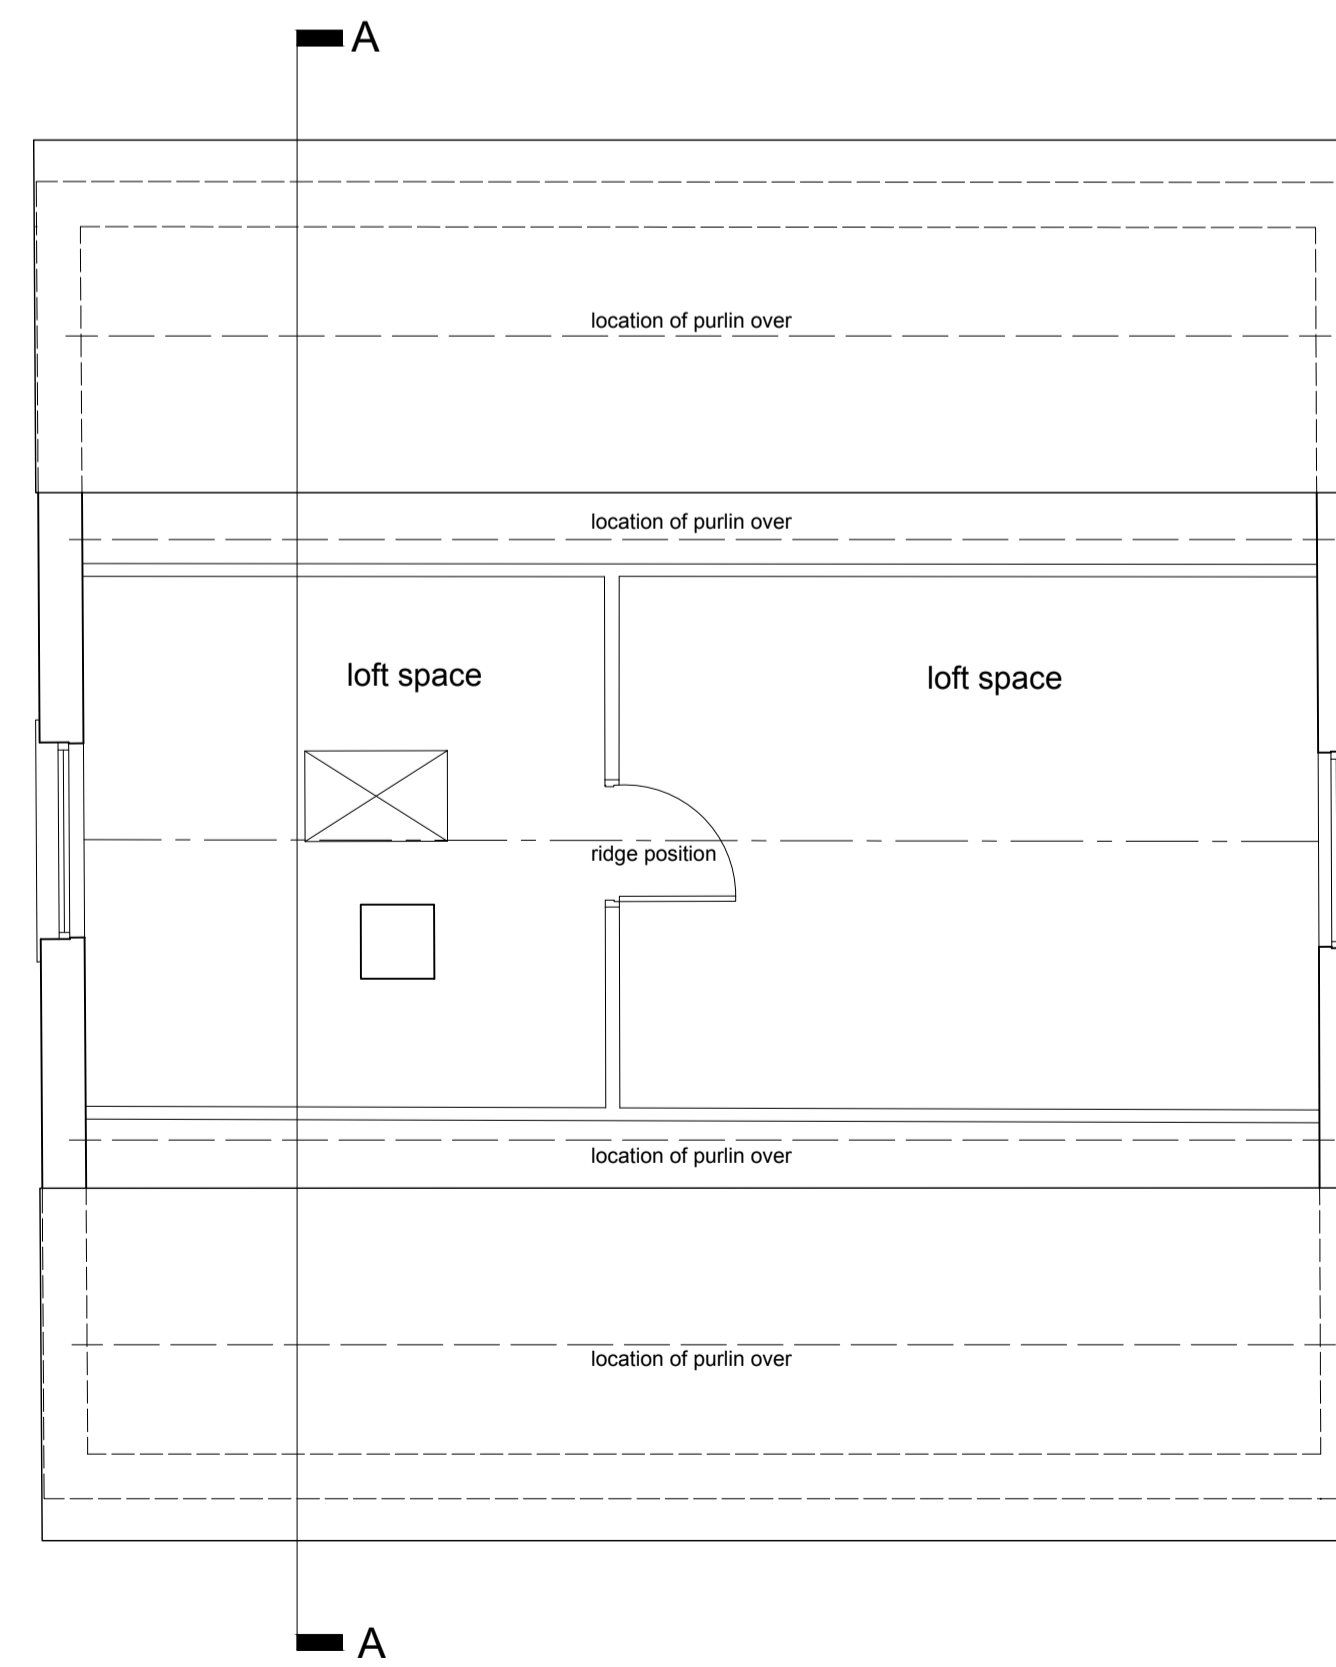 A
location of purlin over
location of purlin over
loft space
loft space
ridge position
location of purlin over
location of purlin over
A